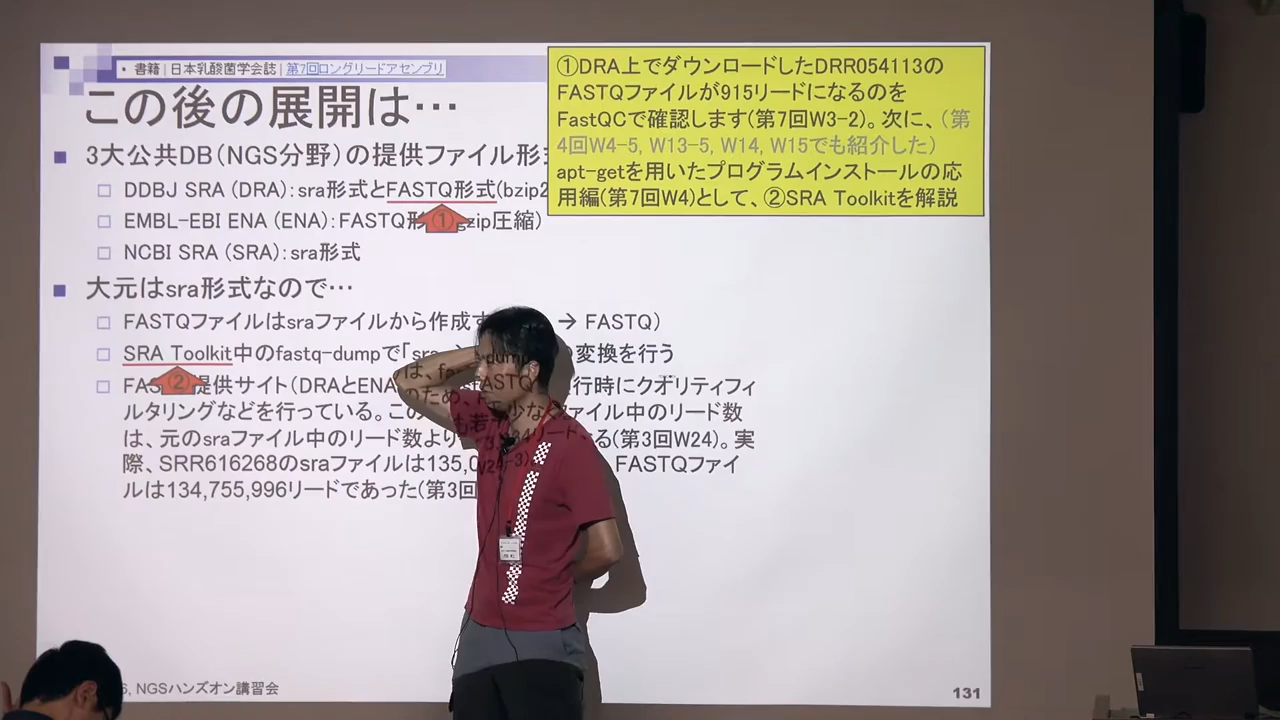 ・書籍 | 日本乳酸菌学会誌 | 第7回ロングリードアセンブリ
この後の展開は…
①DRA上でダウンロードしたDRR054113の
FASTQファイルが915リードになるのを
FastQCで確認します(第7回W3-2)。次に、(第
4回W4-5, W13-5, W14, W15でも紹介した)
apt-getを用いたプログラムインストールの応
用編(第7回W4)として、②SRA Toolkitを解説
3大公共DB(NGS分野)の提供ファイル形
DDBJ SRA (DRA):sra形式とFASTQ形式(bzip2
EMBL-EBI ENA (ENA):FASTQ形 ①gzip圧縮)
NCBI SRA (SRA):sra形式
大元はsra形式なので…
FASTQファイルはsraファイルから作成す → FASTQ)
SRA Toolkit中のfastq-dumpで「sra 変換を行う
FAS ②提供サイト(DRAとENA 行時にクオリティフィ
ルタリングなどを行っている。この ため、F 少なくファイル中のリード数
は、元のsraファイル中のリード数より も若干 る(第3回W24)。実
際、SRR616268のsraファイルは135,0 FASTQファイ
ルは134,755,996リードであった(第3回
, NGSハンズオン講習会
131